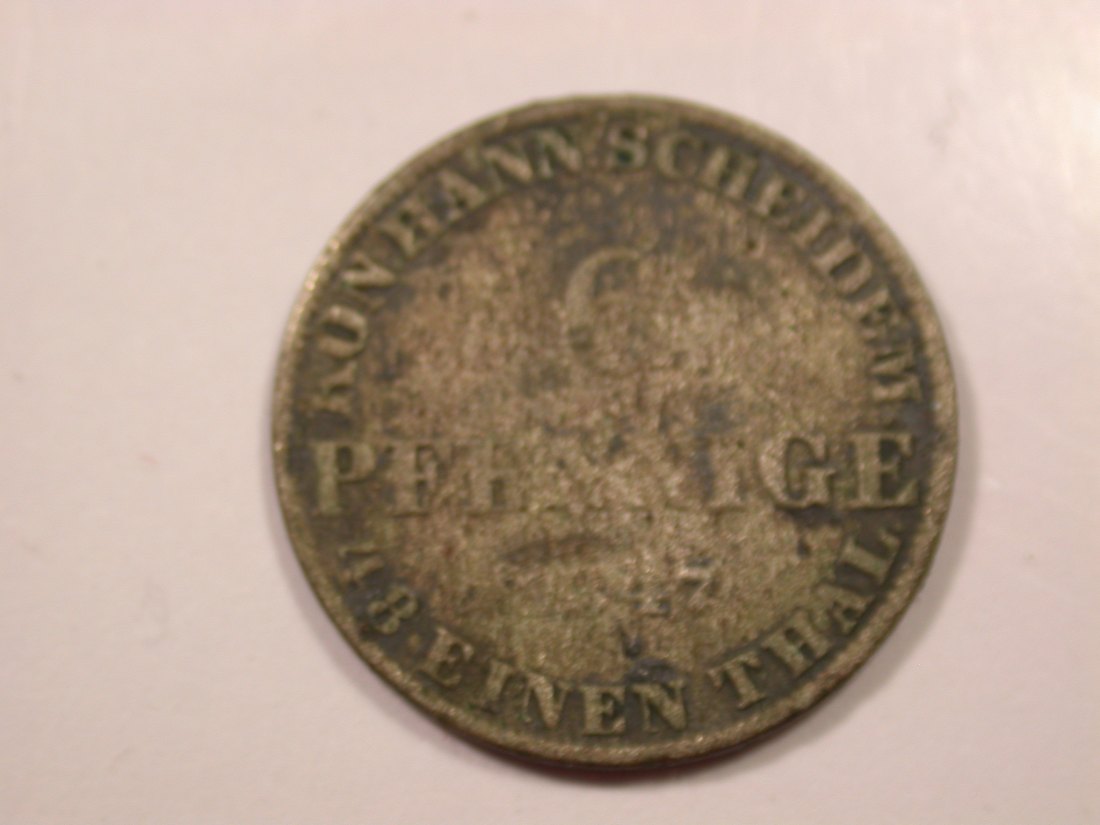 KÖN HANN SCHEIDEM
6
PFENNIGE
48 EINEN THAL.